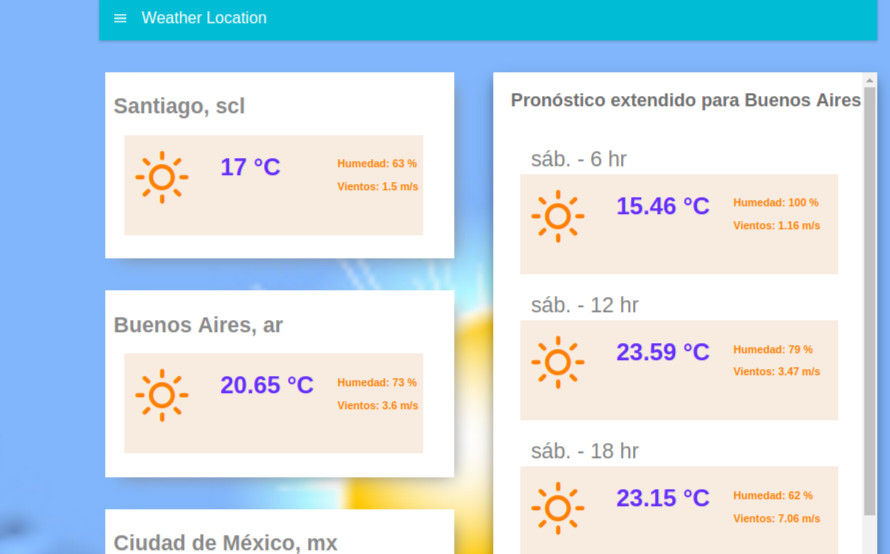 Weather Location
Santiago, scl
17 °C
Humedad: 63 %
Vientos: 1.5 m/s
Buenos Aires, ar
20.65 °C
Humedad: 73 %
Vientos: 3.6 m/s
Ciudad de México, mx
Pronóstico extendido para Buenos Aires
sáb. - 6 hr
15.46 °C
Humedad: 100 %
Vientos: 1.16 m/s
sáb. - 12 hr
23.59 °C
Humedad: 79 %
Vientos: 3.47 m/s
sáb. - 18 hr
23.15 °C
Humedad: 62 %
Vientos: 7.06 m/s